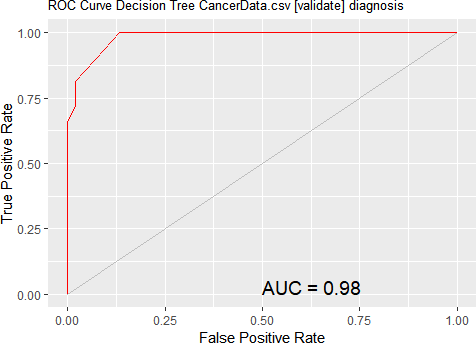 ROC Curve Decision Tree CancerData.csv [validate] diagnosis
1.00
0.75
0.50
0.25
0.00
True Positive Rate
AUC = 0.98
0.00 0.25 0.50 0.75 1.00
False Positive Rate